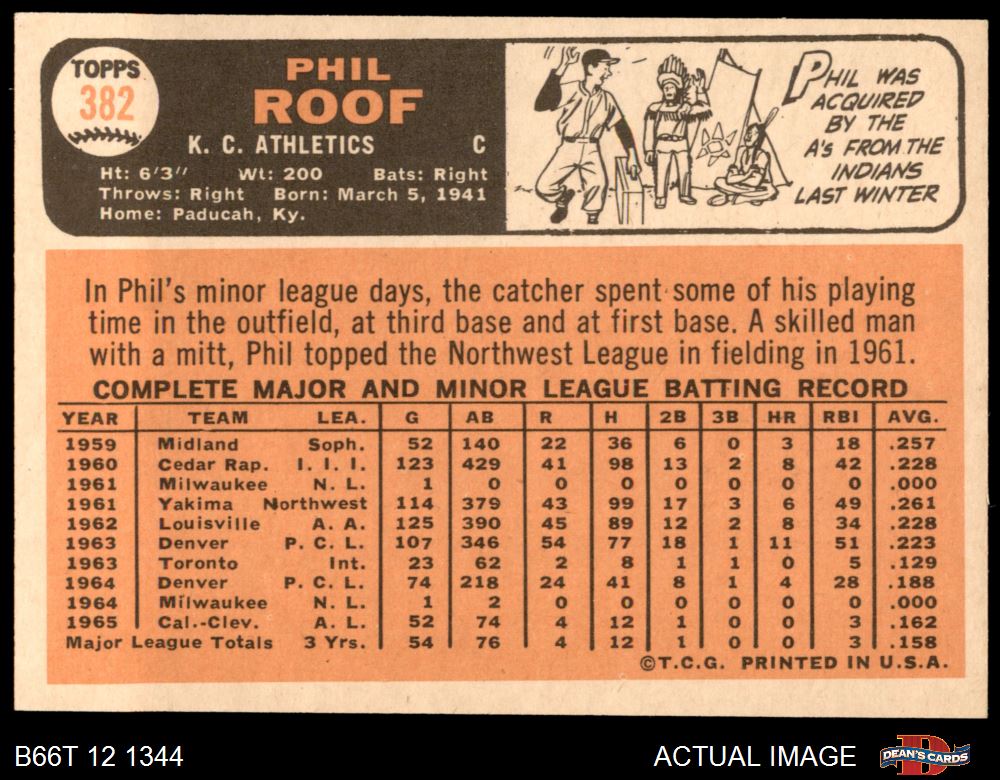 TOPPS
382
PHIL
ROOF
K. C. ATHLETICS C
Ht: 6'3" Wt: 200 Bats: Right
Throws: Right Born: March 5, 1941
Home: Paducah, Ky.
PHIL WAS
ACQUIRED
BY THE
A's FROM THE
INDIANS
LAST WINTER
In Phil's minor league days, the catcher spent some of his playing
time in the outfield, at third base and at first base. A skilled man
with a mitt, Phil topped the Northwest League in fielding in 1961.
COMPLETE MAJOR AND MINOR LEAGUE BATTING RECORD
YEAR TEAM LEA. G AB R H 2B 3B HR RBI AVG.
1959 Midland Soph. 52 140 22 36 6 0 3 18 .257
1960 Cedar Rap. I. I. I. 123 429 41 98 13 2 8 42 .228
1961 Milwaukee N. L. 1 0 0 0 0 0 0 0 .000
1961 Yakima Northwest 114 379 43 99 17 3 6 49 .261
1962 Louisville A. A. 125 390 45 89 12 2 8 34 .228
1963 Denver P. C. L. 107 346 54 77 18 1 11 51 .223
1963 Toronto Int. 23 62 2 8 1 1 0 5 .129
1964 Denver P. C. L. 74 218 24 41 8 1 4 28 .188
1964 Milwaukee N. L. 1 2 0 0 0 0 0 0 .000
1965 Cal.-Clev. A. L. 52 74 4 12 1 0 0 3 .162
Major League Totals 3 Yrs. 54 76 4 12 1 0 0 3 .158
©T.C.G. PRINTED IN U.S.A.
B66T 12 1344
ACTUAL IMAGE
D
DEAN'S CARDS